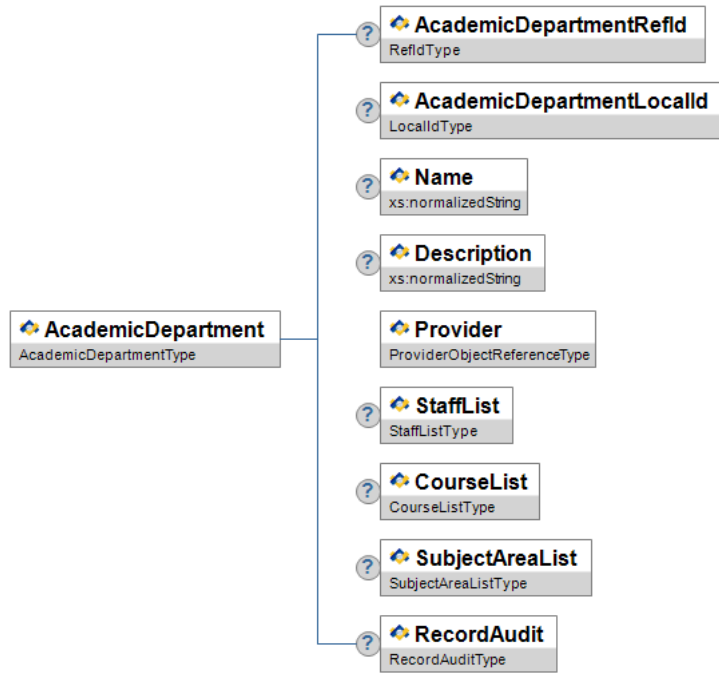 ?
AcademicDepartmentRefId
RefIdType
?
AcademicDepartmentLocalId
LocalIdType
?
Name
xs:normalizedString
?
Description
xs:normalizedString
AcademicDepartment
AcademicDepartmentType
Provider
ProviderObjectReferenceType
?
StaffList
StaffListType
?
CourseList
CourseListType
?
SubjectAreaList
SubjectAreaListType
?
RecordAudit
RecordAuditType